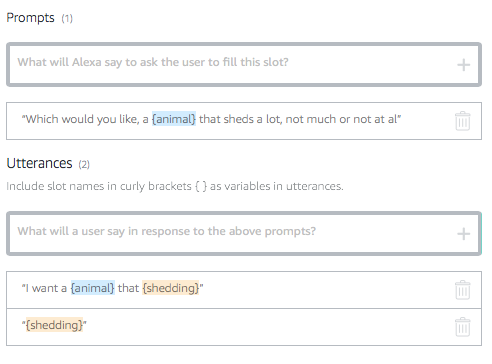 Prompts (1)
What will Alexa say to ask the user to fill this slot?
“Which would you like, a {animal} that sheds a lot, not much or not at al”
Utterances (2)
Include slot names in curly brackets { } as variables in utterances.
What will a user say in response to the above prompts?
“I want a {animal} that {shedding}”
“{shedding}”